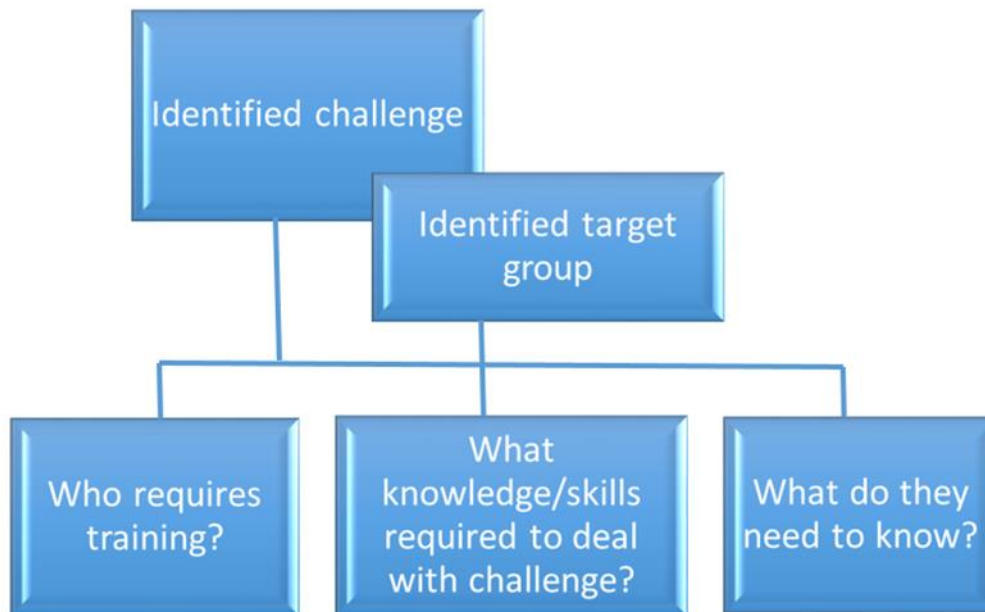 Identified challenge
Identified target
group
Who requires
training?
What
knowledge/skills
required to deal
with challenge?
What do they
need to know?